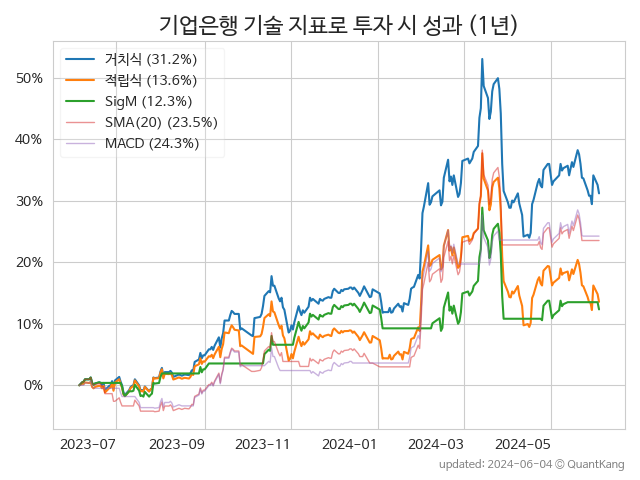 기업은행 기술 지표로 투자 시 성과 (1년)
거치식 (31.2%)
적립식 (13.6%)
SigM (12.3%)
SMA(20) (23.5%)
MACD (24.3%)
50%
40%
30%
20%
10%
0%
2023-07 2023-09 2023-11 2024-01 2024-03 2024-05
updated: 2024-06-04 © QuantKang